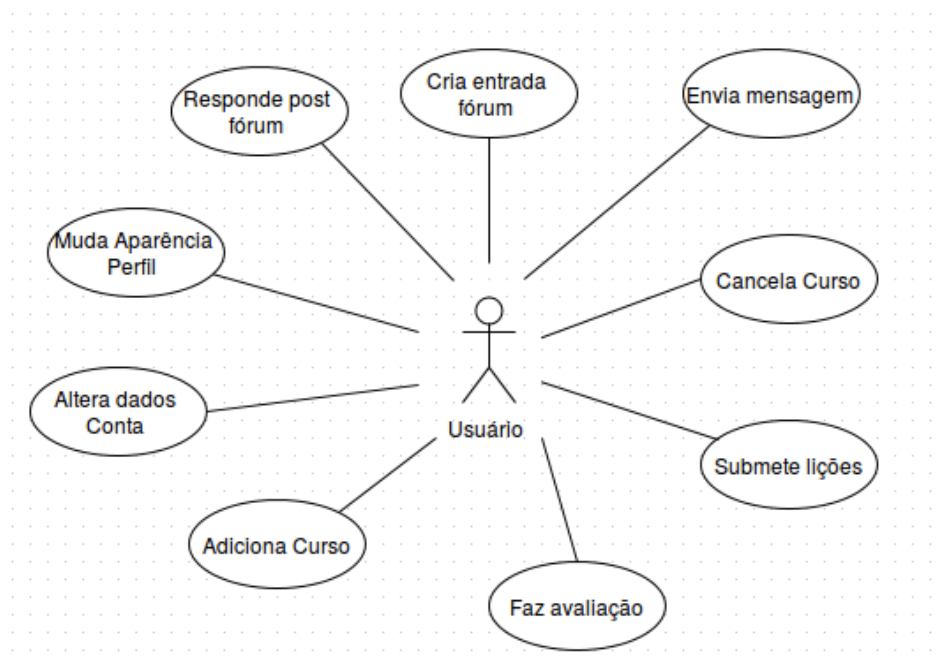 Responde post
fórum
Cria entrada
fórum
Envia mensagem
Muda Aparência
Perfil
Cancela Curso
Altera dados
Conta
Usuário
Submete lições
Adiciona Curso
Faz avaliação